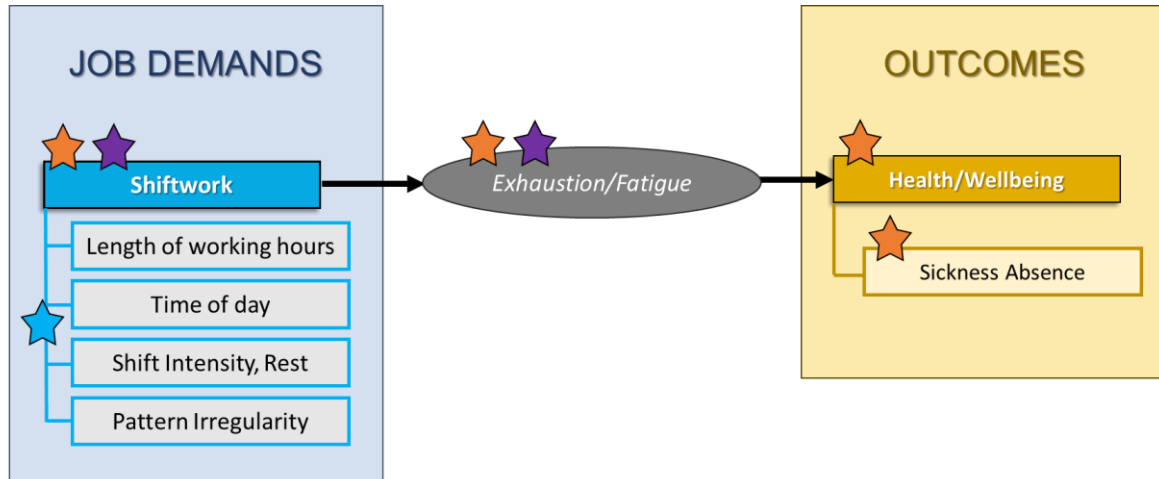 JOB DEMANDS
Shiftwork
Length of working hours
Time of day
Shift Intensity, Rest
Pattern Irregularity
Exhaustion/Fatigue
OUTCOMES
Health/Wellbeing
Sickness Absence